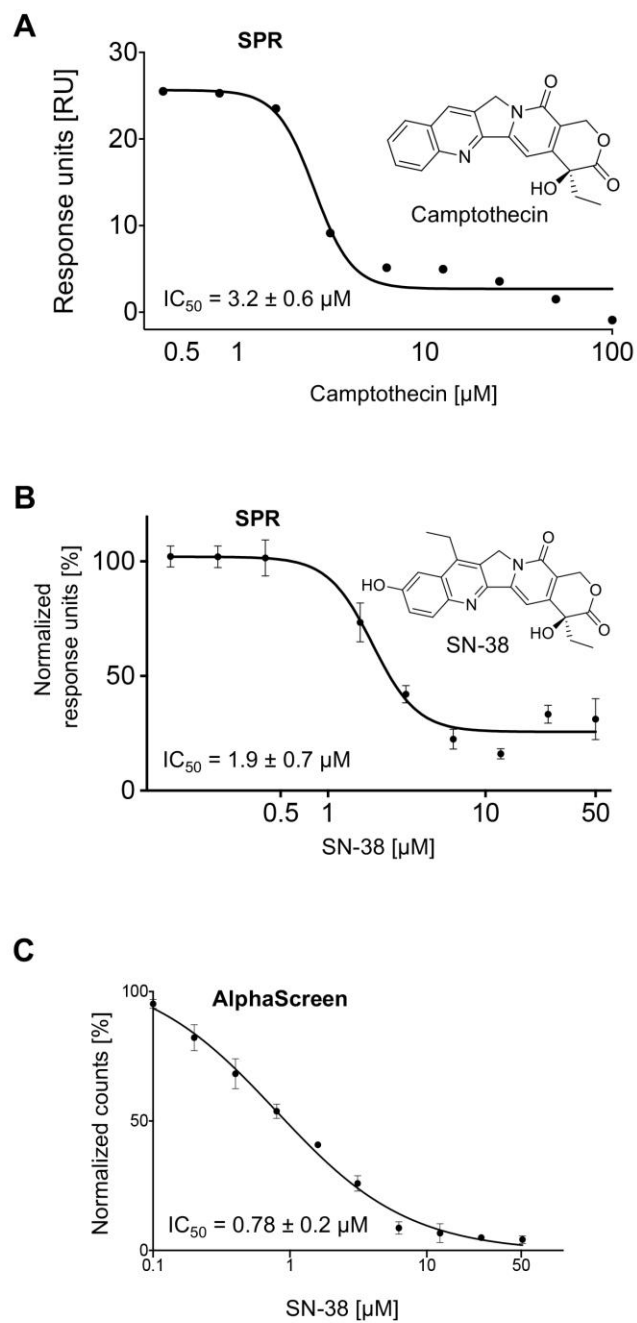 A
SPR
Response units [RU]
30
20
10
0
O
N
O
N
HO
O
Camptothecin
IC50 = 3.2 ± 0.6 µM
0.5 1 10 100
Camptothecin [µM]
B
SPR
Normalized
response units [%]
100
50
0
O
HO
N
O
N
HO
O
SN-38
IC50 = 1.9 ± 0.7 µM
0.5 1 10 50
SN-38 [µM]
C
AlphaScreen
Normalized counts [%]
100
50
0
IC50 = 0.78 ± 0.2 µM
0.1 1 10 50
SN-38 [µM]